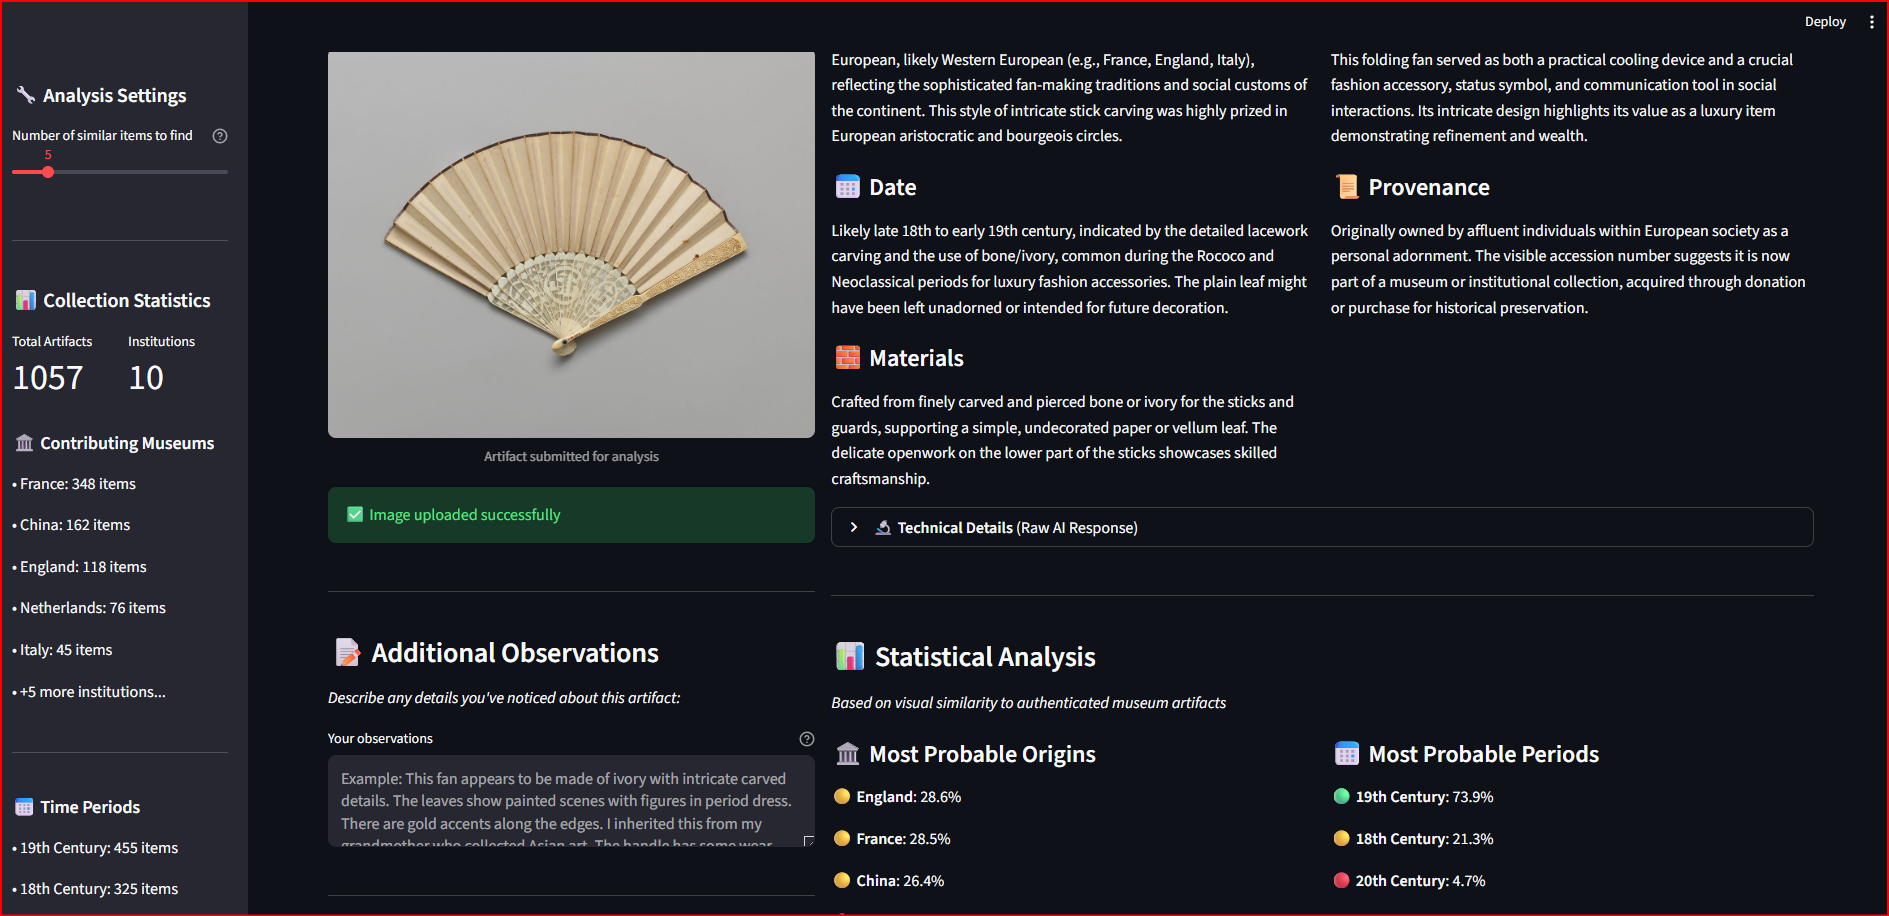 Deploy
Analysis Settings
Number of similar items to find
5
Collection Statistics
Total Artifacts
Institutions
1057
10
Contributing Museums
• France: 348 items
• China: 162 items
• England: 118 items
• Netherlands: 76 items
• Italy: 45 items
• +5 more institutions...
Time Periods
• 19th Century: 455 items
• 18th Century: 325 items
Artifact submitted for analysis
Image uploaded successfully
Additional Observations
Describe any details you've noticed about this artifact:
Your observations
Example: This fan appears to be made of ivory with intricate carved
details. The leaves show painted scenes with figures in period dress.
There are gold accents along the edges. I inherited this from my
grandmother who collected Asian art. The handle has some wear
European, likely Western European (e.g., France, England, Italy),
reflecting the sophisticated fan-making traditions and social customs of
the continent. This style of intricate stick carving was highly prized in
European aristocratic and bourgeois circles.
Date
Likely late 18th to early 19th century, indicated by the detailed lacework
carving and the use of bone/ivory, common during the Rococo and
Neoclassical periods for luxury fashion accessories. The plain leaf might
have been left unadorned or intended for future decoration.
Materials
Crafted from finely carved and pierced bone or ivory for the sticks and
guards, supporting a simple, undecorated paper or vellum leaf. The
delicate openwork on the lower part of the sticks showcases skilled
craftsmanship.
This folding fan served as both a practical cooling device and a crucial
fashion accessory, status symbol, and communication tool in social
interactions. Its intricate design highlights its value as a luxury item
demonstrating refinement and wealth.
Provenance
Originally owned by affluent individuals within European society as a
personal adornment. The visible accession number suggests it is now
part of a museum or institutional collection, acquired through donation
or purchase for historical preservation.
Technical Details (Raw AI Response)
Statistical Analysis
Based on visual similarity to authenticated museum artifacts
Most Probable Origins
England: 28.6%
France: 28.5%
China: 26.4%
Most Probable Periods
19th Century: 73.9%
18th Century: 21.3%
20th Century: 4.7%